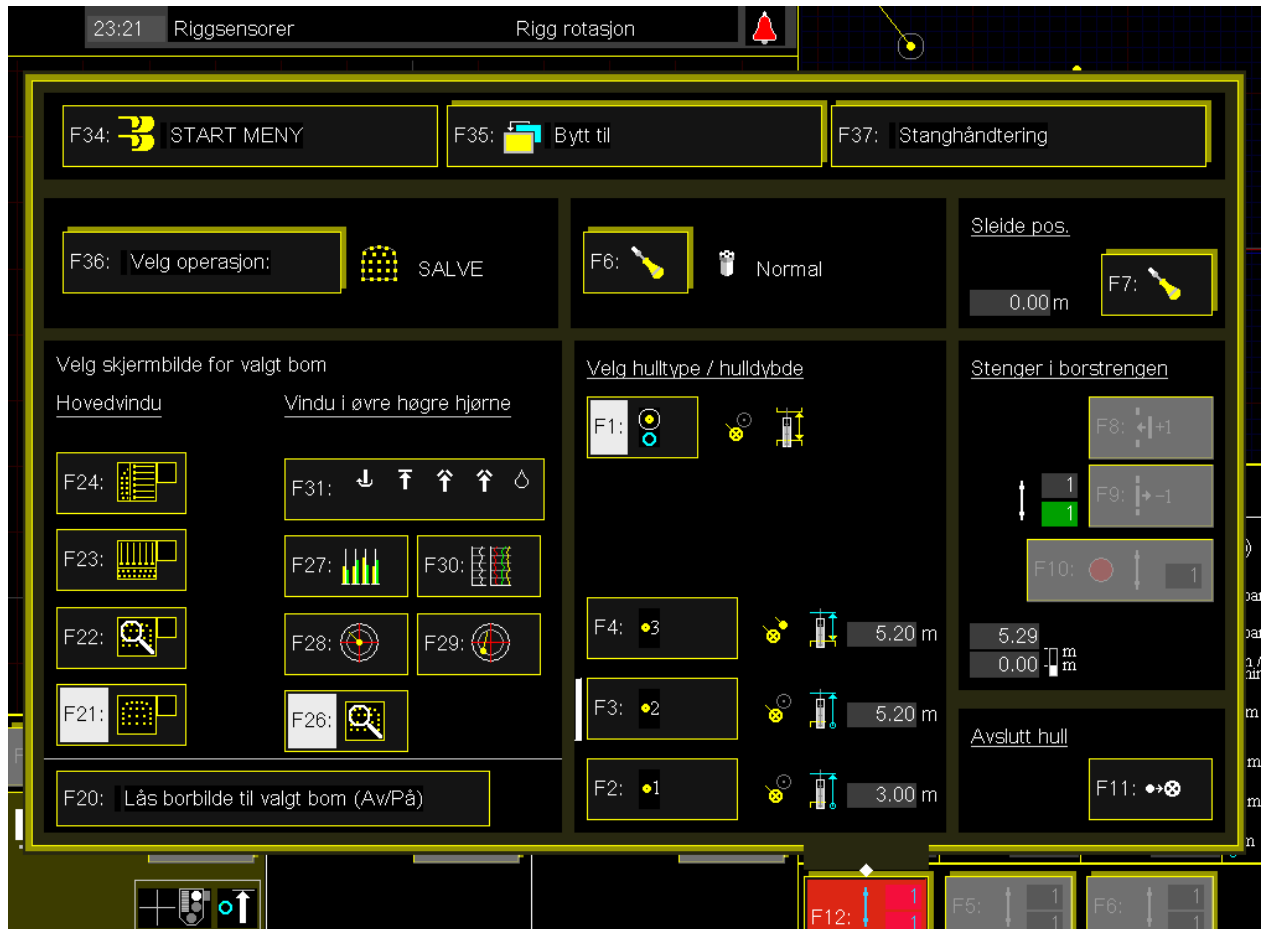 23:21 Riggsensorer Rigg rotasjon
F34: START MENY
F35: Bytt til
F37: Stanghåndtering
F36: Velg operasjon: SALVE
F6: Normal
Sleide pos.
0.00 m
F7:
Velg skjermbilde for valgt bom
Hovedvindu
Vindu i øvre høgre hjørne
F24:
F31:
F23:
F27:
F30:
F22:
F28:
F29:
F21:
F26:
F20: Lås borbilde til valgt bom (Av/På)
Velg hulltype / hulldybde
F1:
F4: 3 5.20 m
F3: 2 5.20 m
F2: 1 3.00 m
Stenger i borstrengen
F8: +1
1
1
F9: -1
F10: 1
5.29 m
0.00 m
Avslutt hull
F11:
F12: 1
1
F5: 1
1
F6: 1
1